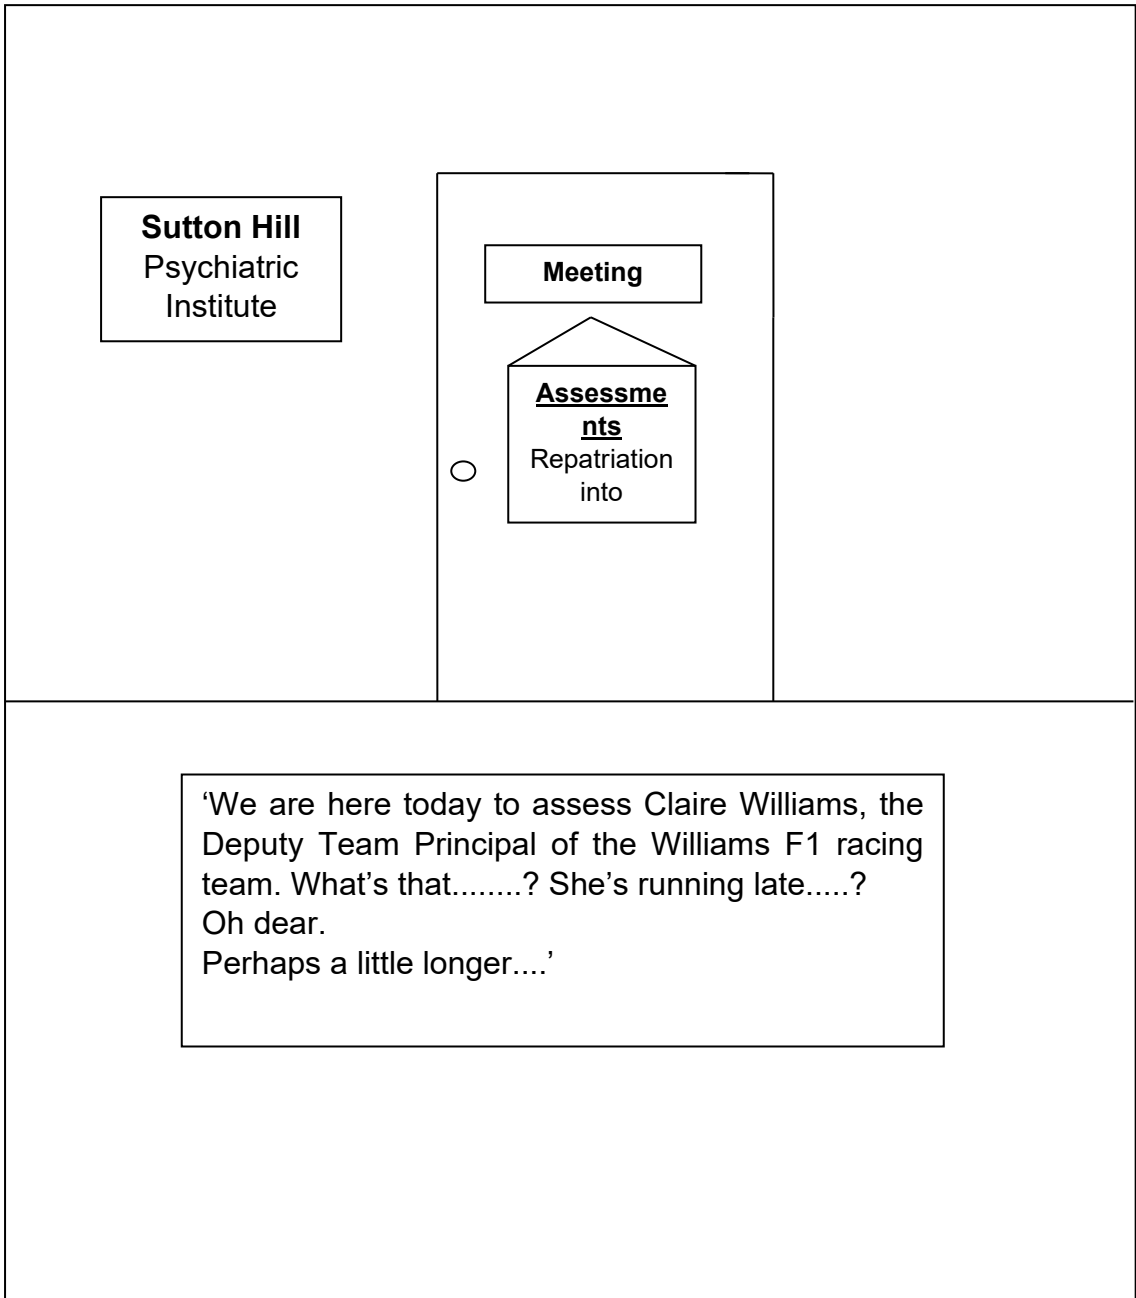 Sutton Hill
Psychiatric
Institute
Meeting
Assessme
nts
Repatriation
into
‘We are here today to assess Claire Williams, the
Deputy Team Principal of the Williams F1 racing
team. What’s that........? She’s running late.....?
Oh dear.
Perhaps a little longer....’